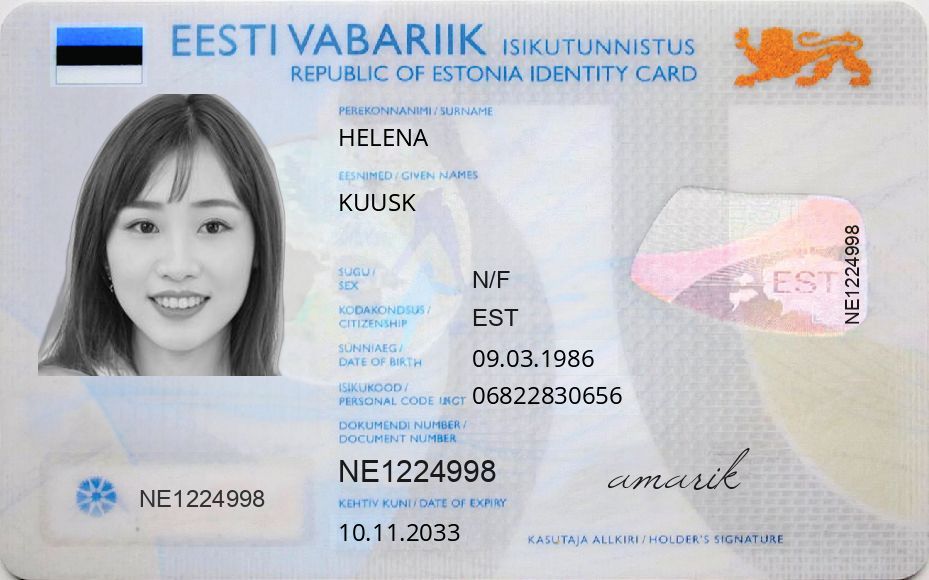 EESTI VABARIIK ISIKUTUNNISTUS
REPUBLIC OF ESTONIA IDENTITY CARD
PEREKONNANIMI / SURNAME
HELENA
EESNIMED / GIVEN NAMES
KUUSK
SUGU / SEX
N/F
KODAKONDSUS / CITIZENSHIP
EST
SÜNNIAEG / DATE OF BIRTH
09.03.1986
ISIKUKOOD / PERSONAL CODE
06822830656
DOKUMENDI NUMBER / DOCUMENT NUMBER
NE1224998
KEHTIV KUNI / DATE OF EXPIRY
10.11.2033
NE1224998
EST
NE1224998
amarik
KASUTAJA ALLKIRI / HOLDER'S SIGNATURE